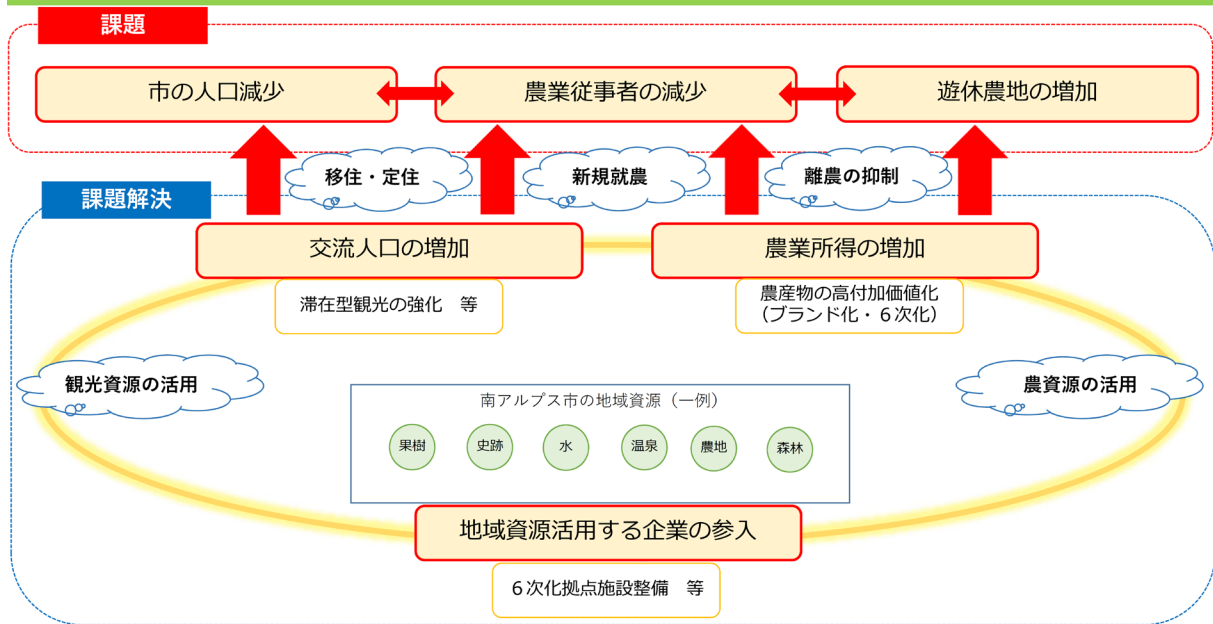 課題
市の人口減少
農業従事者の減少
遊休農地の増加
移住・定住
新規就農
離農の抑制
課題解決
交流人口の増加
農業所得の増加
滞在型観光の強化　等
農産物の高付加価値化
（ブランド化・６次化）
観光資源の活用
農資源の活用
南アルプス市の地域資源（一例）
果樹
史跡
水
温泉
農地
森林
地域資源活用する企業の参入
６次化拠点施設整備　等